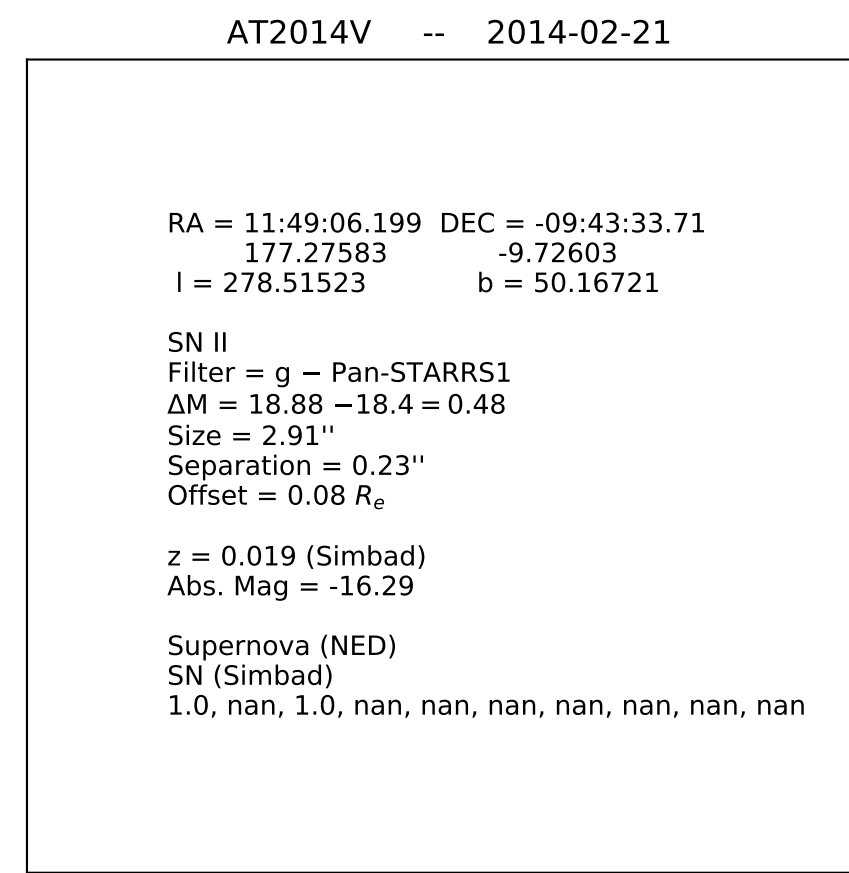 AT2014V -- 2014-02-21
RA = 11:49:06.199 DEC = -09:43:33.71
177.27583 -9.72603
l = 278.51523 b = 50.16721
SN II
Filter = g − Pan-STARRS1
ΔM = 18.88 −18.4 = 0.48
Size = 2.91''
Separation = 0.23''
Offset = 0.08 Rₑ
z = 0.019 (Simbad)
Abs. Mag = -16.29
Supernova (NED)
SN (Simbad)
1.0, nan, 1.0, nan, nan, nan, nan, nan, nan, nan